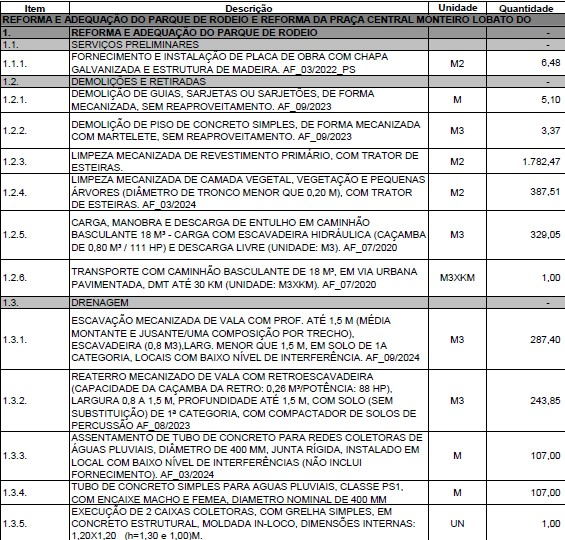 Item Descrição Unidade Quantidade
REFORMA E ADEQUAÇÃO DO PARQUE DE RODEIO E REFORMA DA PRAÇA CENTRAL MONTEIRO LOBATO DO
1. REFORMA E ADEQUAÇÃO DO PARQUE DE RODEIO -
1.1. SERVIÇOS PRELIMINARES -
1.1.1. FORNECIMENTO E INSTALAÇÃO DE PLACA DE OBRA COM CHAPA
GALVANIZADA E ESTRUTURA DE MADEIRA. AF_03/2022_PS M2 6,48
1.2. DEMOLIÇÕES E RETIRADAS -
1.2.1. DEMOLIÇÃO DE GUIAS, SARJETAS OU SARJETÕES, DE FORMA
MECANIZADA, SEM REAPROVEITAMENTO. AF_09/2023 M 5,10
1.2.2. DEMOLIÇÃO DE PISO DE CONCRETO SIMPLES, DE FORMA MECANIZADA
COM MARTELETE, SEM REAPROVEITAMENTO. AF_09/2023 M3 3,37
1.2.3. LIMPEZA MECANIZADA DE REVESTIMENTO PRIMÁRIO, COM TRATOR DE
ESTEIRAS. M2 1.782,47
1.2.4. LIMPEZA MECANIZADA DE CAMADA VEGETAL, VEGETAÇÃO E PEQUENAS
ÁRVORES (DIÂMETRO DE TRONCO MENOR QUE 0,20 M), COM TRATOR
DE ESTEIRAS. AF_03/2024 M2 387,51
1.2.5. CARGA, MANOBRA E DESCARGA DE ENTULHO EM CAMINHÃO
BASCULANTE 18 M³ - CARGA COM ESCAVADEIRA HIDRÁULICA (CAÇAMBA
DE 0,80 M³ / 111 HP) E DESCARGA LIVRE (UNIDADE: M3). AF_07/2020 M3 329,05
1.2.6. TRANSPORTE COM CAMINHÃO BASCULANTE DE 18 M³, EM VIA URBANA
PAVIMENTADA, DMT ATÉ 30 KM (UNIDADE: M3XKM). AF_07/2020 M3XKM 1,00
1.3. DRENAGEM -
1.3.1. ESCAVAÇÃO MECANIZADA DE VALA COM PROF. ATÉ 1,5 M (MÉDIA
MONTANTE E JUSANTE/UMA COMPOSIÇÃO POR TRECHO),
ESCAVADEIRA (0,8 M3),LARG. MENOR QUE 1,5 M, EM SOLO DE 1A
CATEGORIA, LOCAIS COM BAIXO NÍVEL DE INTERFERÊNCIA. AF_09/2024 M3 287,40
1.3.2. REATERRO MECANIZADO DE VALA COM RETROESCAVADEIRA
(CAPACIDADE DA CAÇAMBA DA RETRO: 0,26 M³/POTÊNCIA: 88 HP),
LARGURA 0,8 A 1,5 M, PROFUNDIDADE ATÉ 1,5 M, COM SOLO (SEM
SUBSTITUIÇÃO) DE 1ª CATEGORIA, COM COMPACTADOR DE SOLOS DE
PERCUSSÃO AF_08/2023 M3 243,85
1.3.3. ASSENTAMENTO DE TUBO DE CONCRETO PARA REDES COLETORAS DE
ÁGUAS PLUVIAIS, DIÂMETRO DE 400 MM, JUNTA RÍGIDA, INSTALADO EM
LOCAL COM BAIXO NÍVEL DE INTERFERÊNCIAS (NÃO INCLUI
FORNECIMENTO). AF_03/2024 M 107,00
1.3.4. TUBO DE CONCRETO SIMPLES PARA AGUAS PLUVIAIS, CLASSE PS1,
COM ENCAIXE MACHO E FEMEA, DIAMETRO NOMINAL DE 400 MM M 107,00
1.3.5. EXECUÇÃO DE 2 CAIXAS COLETORAS, COM GRELHA SIMPLES, EM
CONCRETO ESTRUTURAL, MOLDADA IN-LOCO, DIMENSÕES INTERNAS:
1,20X1,20 (h=1,30 e 1,00)M. UN 1,00